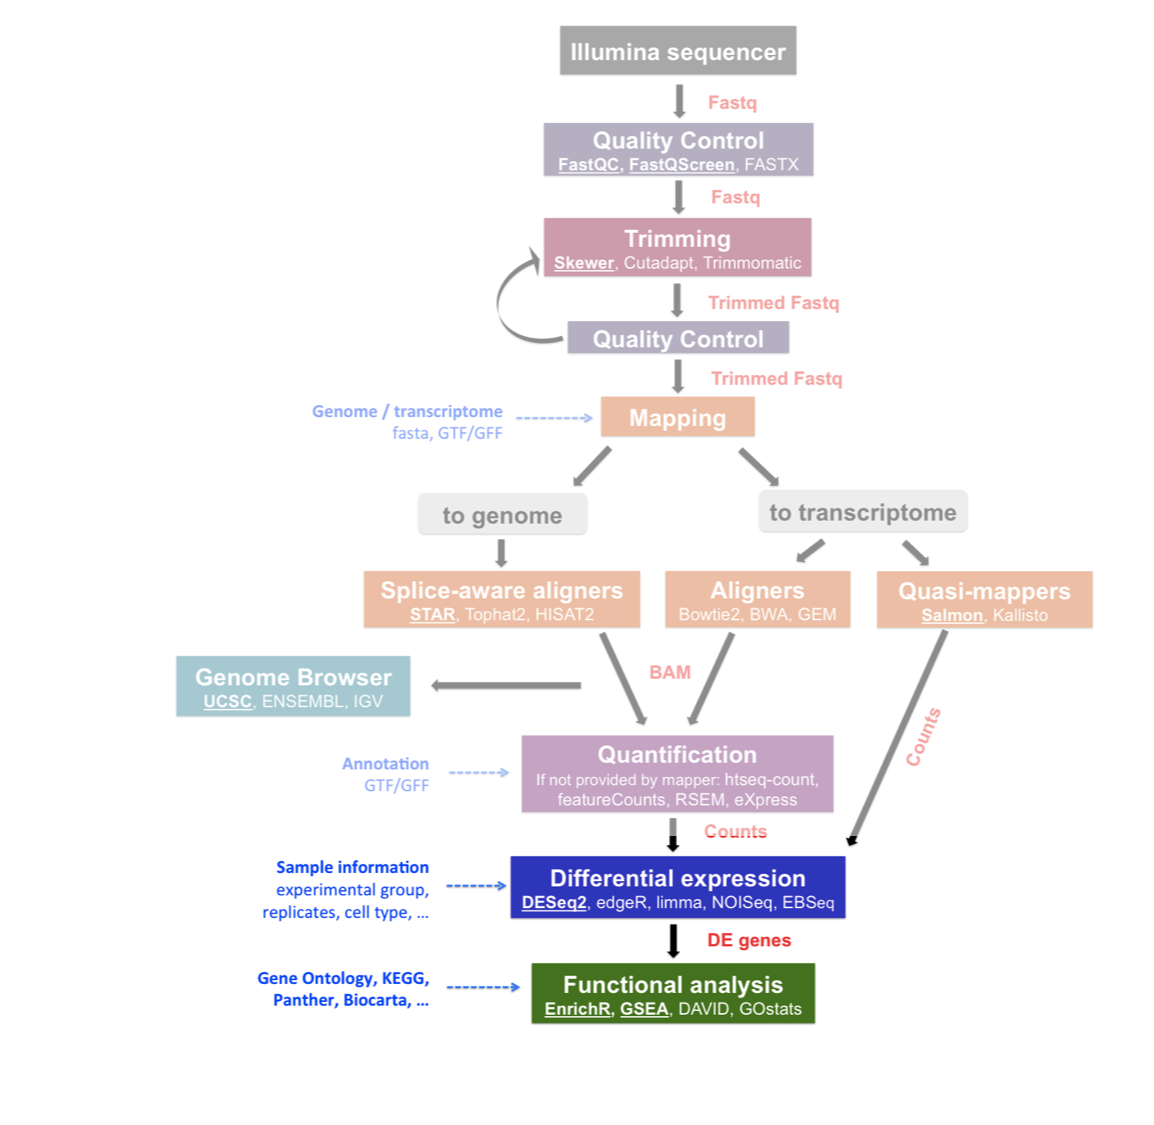 Illumina sequencer
Fastq
Quality Control
FastQC, FastQScreen, FASTX
Fastq
Trimming
Skewer, Cutadapt, Trimmomatic
Trimmed Fastq
Quality Control
Trimmed Fastq
Genome / transcriptome
fasta, GTF/GFF
Mapping
to genome
to transcriptome
Splice-aware aligners
STAR, Tophat2, HISAT2
Aligners
Bowtie2, BWA, GEM
Quasi-mappers
Salmon, Kallisto
BAM
Genome Browser
UCSC, ENSEMBL, IGV
Counts
Annotation
GTF/GFF
Quantification
If not provided by mapper: htseq-count,
featureCounts, RSEM, eXpress
Counts
Sample information
experimental group,
replicates, cell type, ...
Differential expression
DESeq2, edgeR, limma, NOISeq, EBSeq
DE genes
Gene Ontology, KEGG,
Panther, Biocarta, ...
Functional analysis
EnrichR, GSEA, DAVID, GOstats